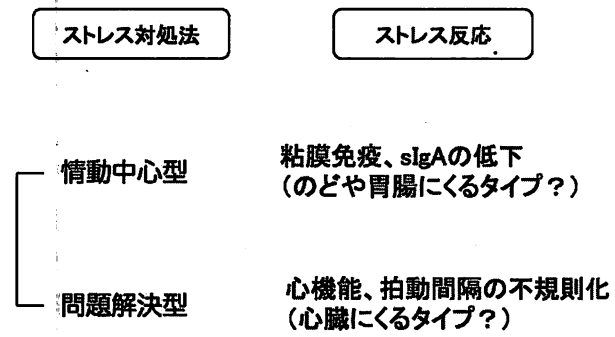 ストレス対処法
ストレス反応
情動中心型
粘膜免疫、sIgAの低下
（のどや胃腸にくるタイプ？）
問題解決型
心機能、拍動間隔の不規則化
（心臓にくるタイプ？）